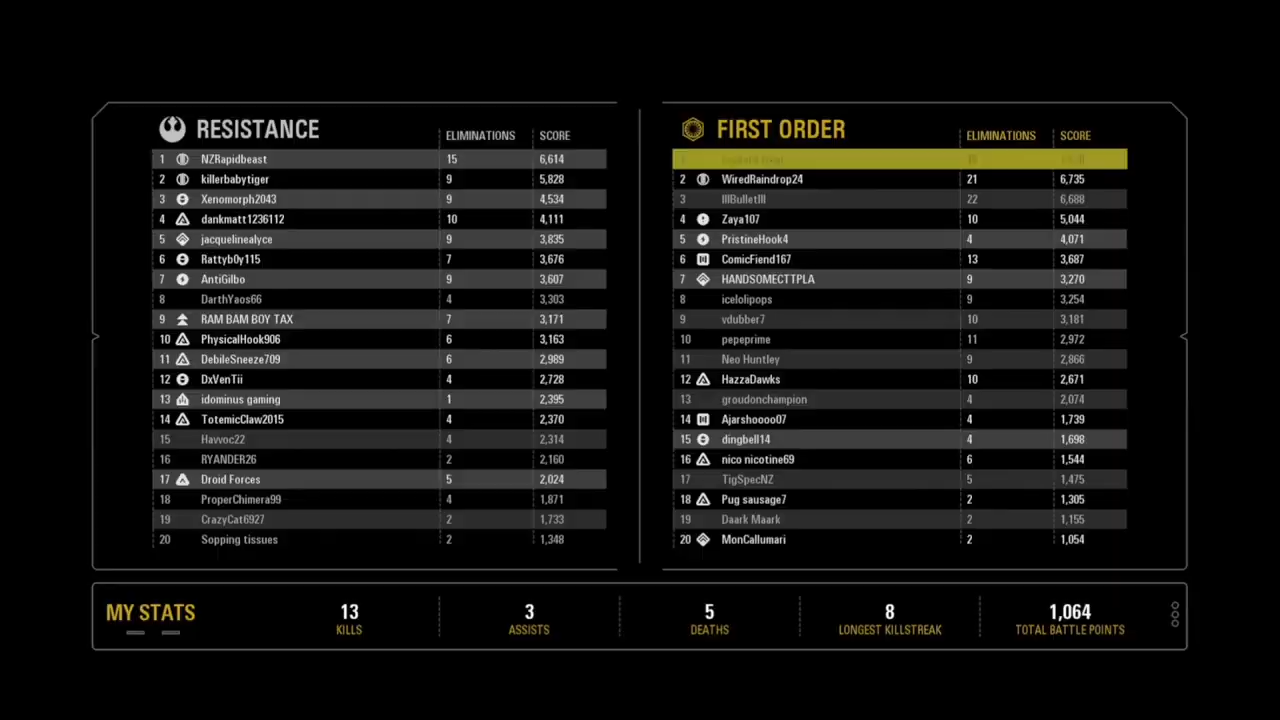 RESISTANCE ELIMINATIONS SCORE
1 NZRapidbeast 15 6,614
2 killerbabytiger 9 5,828
3 Xenomorph2043 9 4,534
4 dankmatt1236112 10 4,111
5 jacquelinealyce 9 3,835
6 Rattyb0y115 7 3,676
7 AntiGilbo 9 3,607
8 DarthYaos66 4 3,303
9 RAM BAM BOY TAX 7 3,171
10 PhysicalHook906 6 3,163
11 DebileSneeze709 6 2,989
12 DxVenTii 4 2,728
13 idominus gaming 1 2,395
14 TotemicClaw2015 4 2,370
15 Havvoc22 4 2,314
16 RYANDER26 2 2,160
17 Droid Forces 5 2,024
18 ProperChimera99 4 1,871
19 CrazyCat6927 2 1,733
20 Sopping tissues 2 1,348
FIRST ORDER ELIMINATIONS SCORE
1
2 WiredRaindrop24 21 6,735
3 IIIBulletIII 22 6,688
4 Zaya107 10 5,044
5 PristineHook4 4 4,071
6 ComicFiend167 13 3,687
7 HANDSOMECTTPLA 9 3,270
8 icelolipops 9 3,254
9 vdubber7 10 3,181
10 pepeprime 11 2,972
11 Neo Huntley 9 2,866
12 HazzaDawks 10 2,671
13 groudonchampion 4 2,074
14 Ajarshoooo07 4 1,739
15 dingbell14 4 1,698
16 nico nicotine69 6 1,544
17 TigSpecNZ 5 1,475
18 Pug sausage7 2 1,305
19 Daark Maark 2 1,155
20 MonCallumari 2 1,054
MY STATS
13 KILLS
3 ASSISTS
5 DEATHS
8 LONGEST KILLSTREAK
1,064 TOTAL BATTLE POINTS